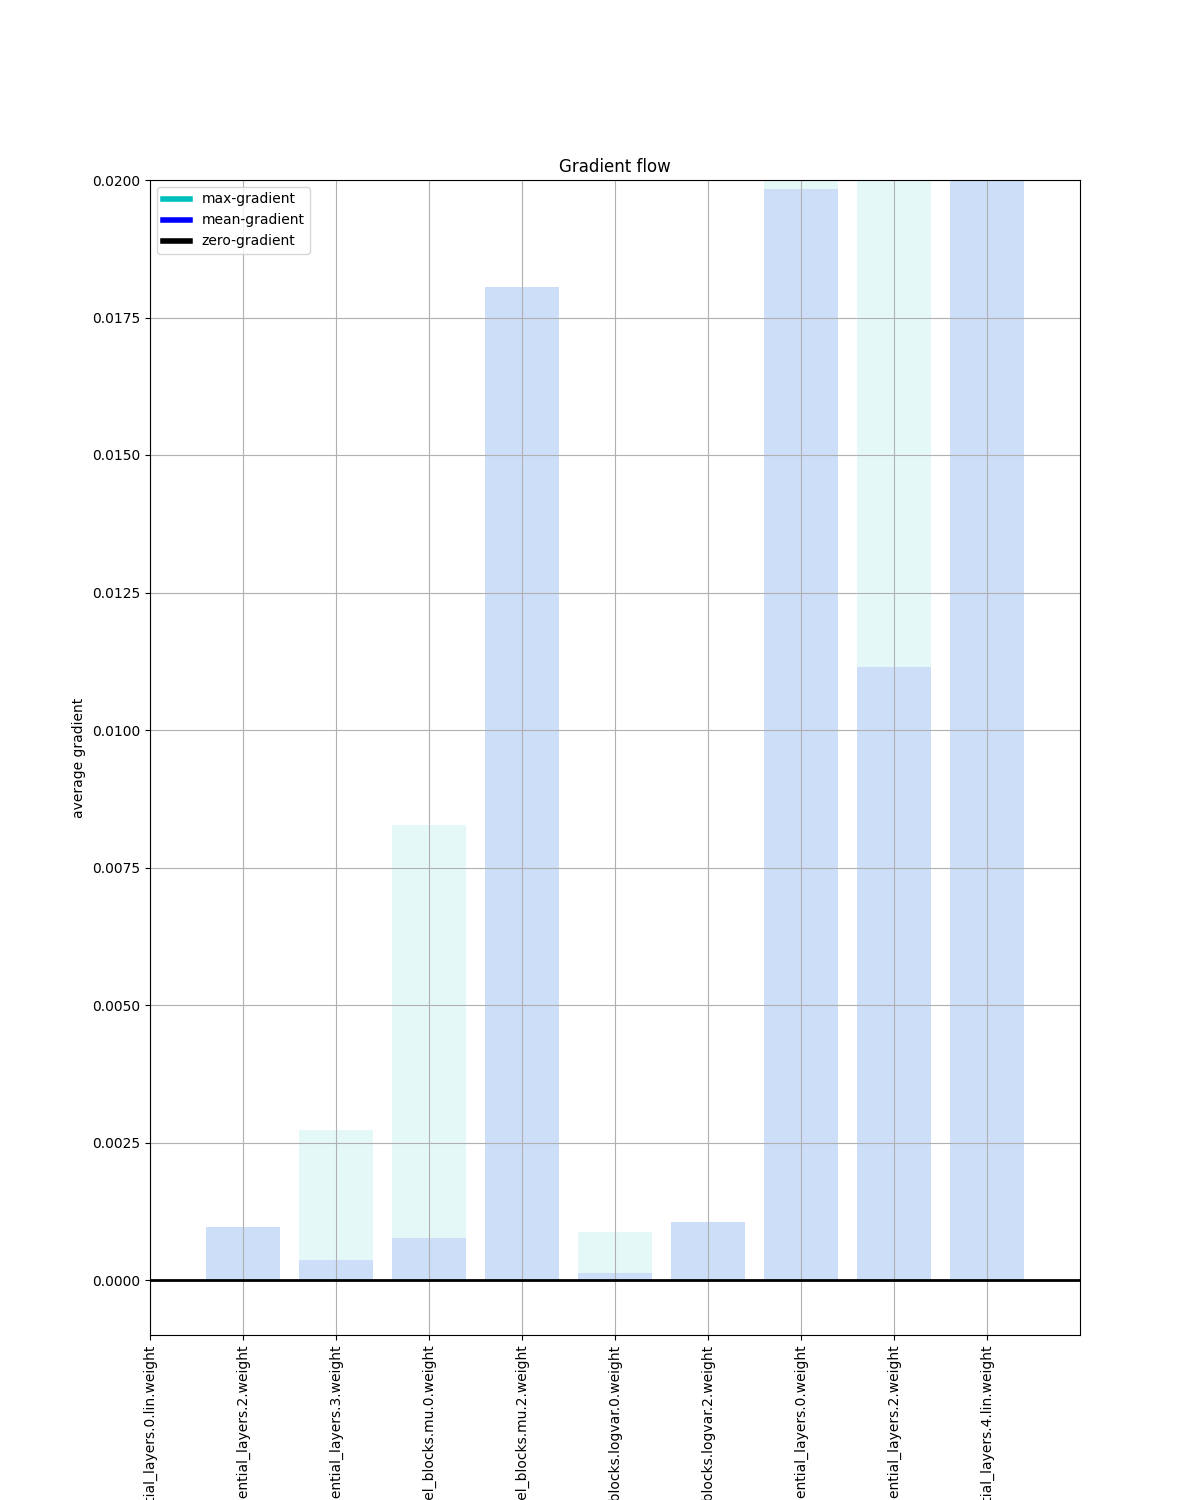 Gradient flow
max-gradient
mean-gradient
zero-gradient
0.0200
0.0175
0.0150
0.0125
0.0100
0.0075
0.0050
0.0025
0.0000
average gradient
tial_layers.0.lin.weight
ential_layers.2.weight
ential_layers.3.weight
el_blocks.mu.0.weight
el_blocks.mu.2.weight
blocks.logvar.0.weight
blocks.logvar.2.weight
ential_layers.0.weight
ential_layers.2.weight
tial_layers.4.lin.weight